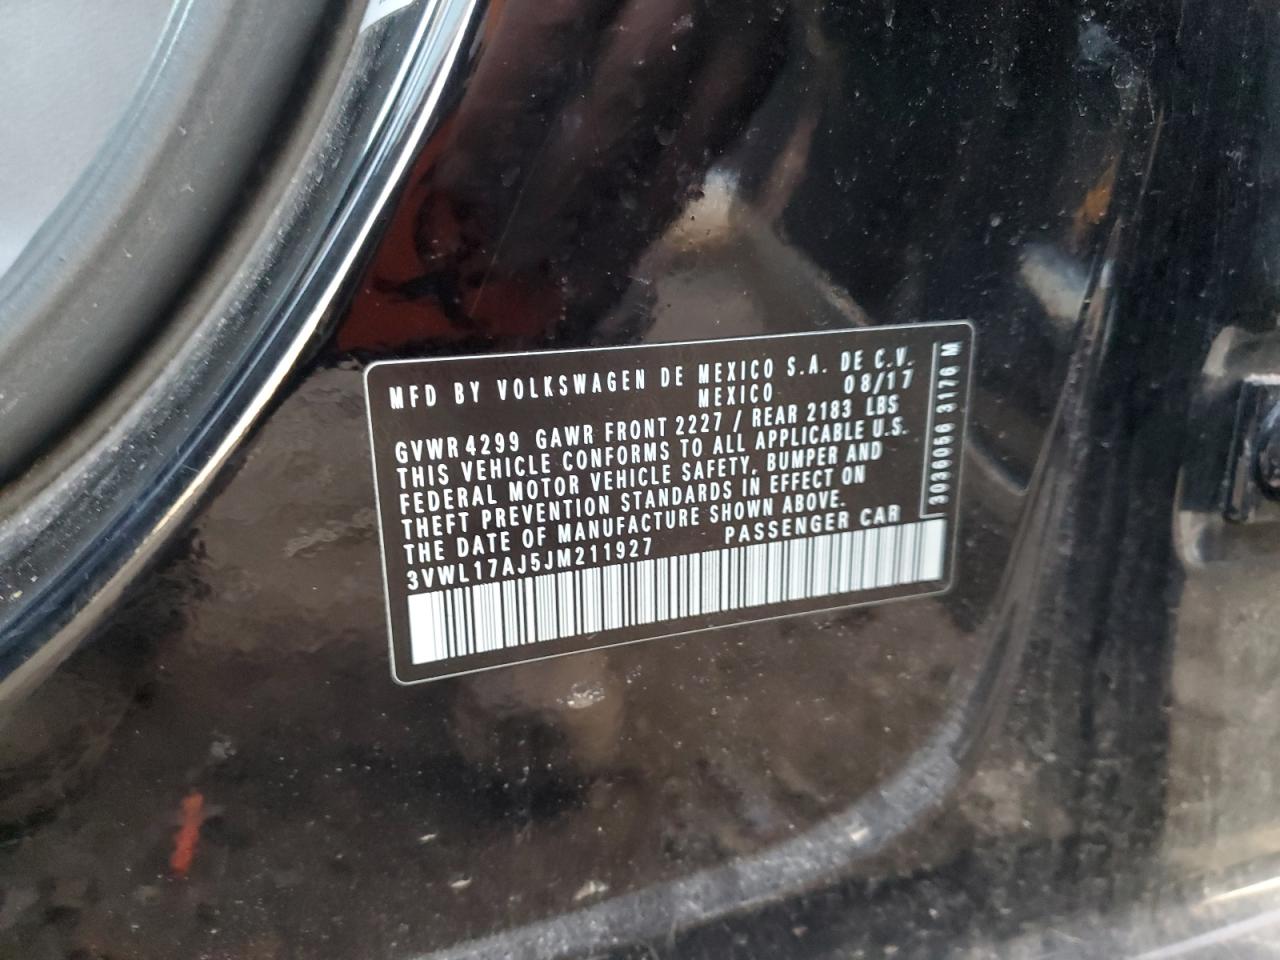 MFD BY VOLKSWAGEN DE MEXICO S.A. DE C.V.
MEXICO 08/17
GVWR 4299 GAWR FRONT 2227 / REAR 2183 LBS
THIS VEHICLE CONFORMS TO ALL APPLICABLE U.S.
FEDERAL MOTOR VEHICLE SAFETY, BUMPER AND
THEFT PREVENTION STANDARDS IN EFFECT ON
THE DATE OF MANUFACTURE SHOWN ABOVE.
3VWL17AJ5JM211927 PASSENGER CAR
3036056 3176 M